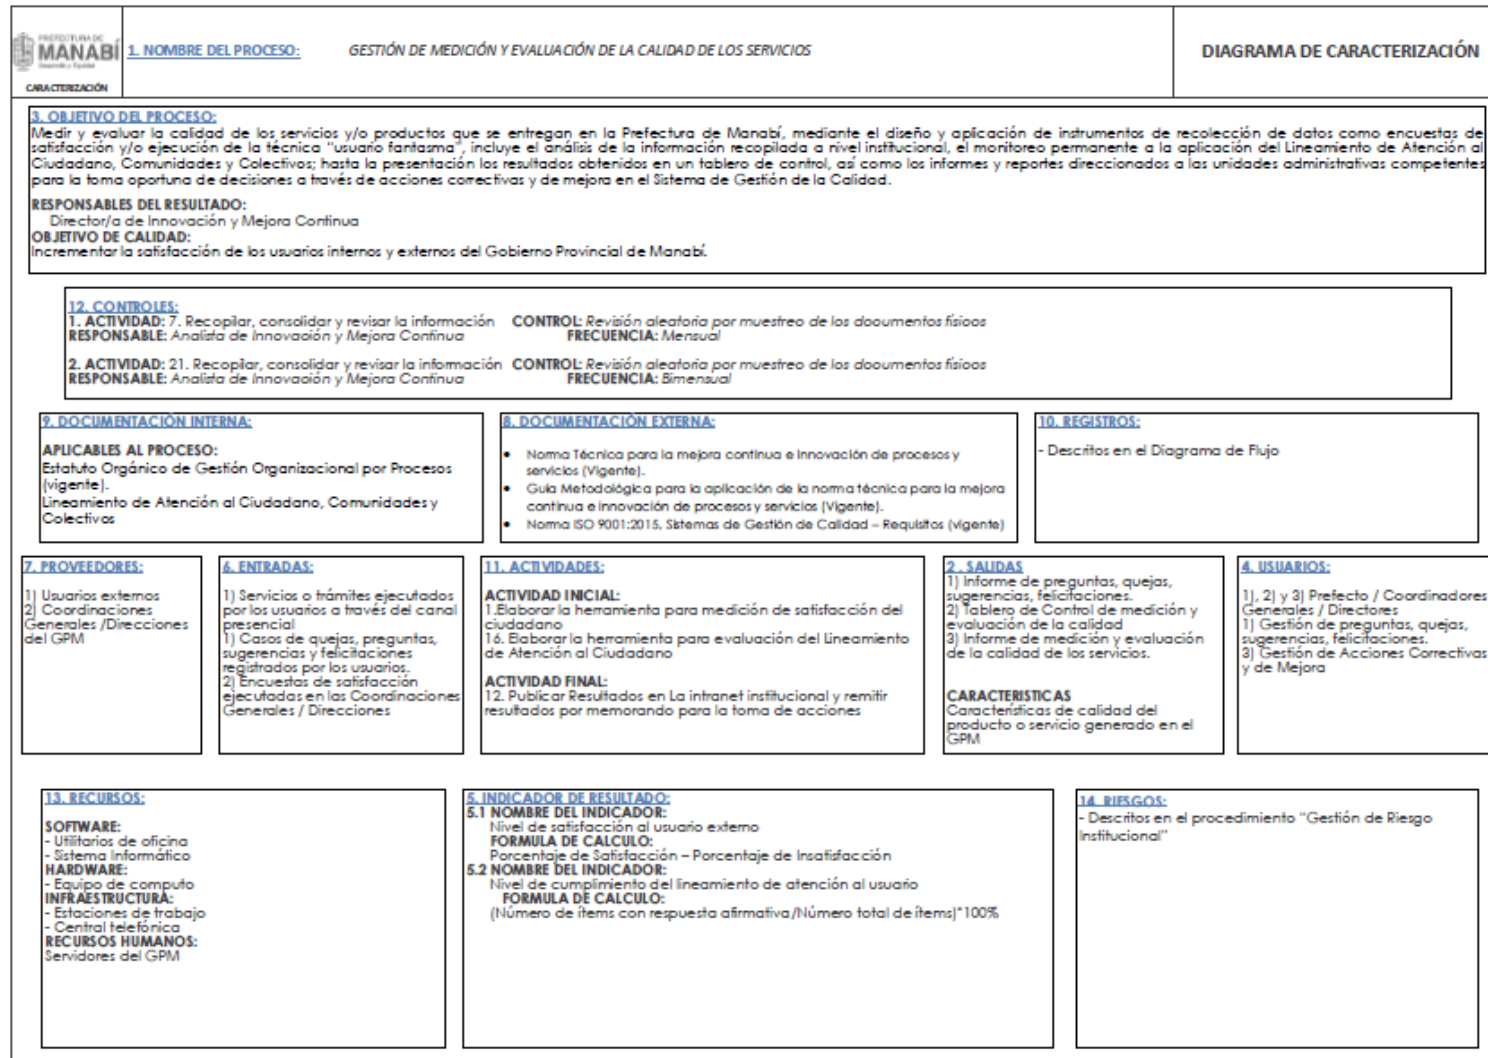 PREFECTURA DE
MANABÍ
Desarrollo y Equidad
CARACTERIZACIÓN
1. NOMBRE DEL PROCESO: GESTIÓN DE MEDICIÓN Y EVALUACIÓN DE LA CALIDAD DE LOS SERVICIOS
DIAGRAMA DE CARACTERIZACIÓN
3. OBJETIVO DEL PROCESO:
Medir y evaluar la calidad de los servicios y/o productos que se entregan en la Prefectura de Manabí, mediante el diseño y aplicación de instrumentos de recolección de datos como encuestas de
satisfacción y/o ejecución de la técnica "usuario fantasma", incluye el análisis de la información recopilada a nivel institucional, el monitoreo permanente a la aplicación del Lineamiento de Atención al
Ciudadano, Comunidades y Colectivos; hasta la presentación los resultados obtenidos en un tablero de control, así como los informes y reportes direccionados a las unidades administrativas competentes
para la toma oportuna de decisiones a través de acciones correctivas y de mejora en el Sistema de Gestión de la Calidad.
RESPONSABLES DEL RESULTADO:
Director/a de Innovación y Mejora Continua
OBJETIVO DE CALIDAD:
Incrementar la satisfacción de los usuarios internos y externos del Gobierno Provincial de Manabí.
12. CONTROLES:
1. ACTIVIDAD: 7. Recopilar, consolidar y revisar la información CONTROL: Revisión aleatoria por muestreo de los documentos físicos
RESPONSABLE: Analista de Innovación y Mejora Continua FRECUENCIA: Mensual
2. ACTIVIDAD: 21. Recopilar, consolidar y revisar la información CONTROL: Revisión aleatoria por muestreo de los documentos físicos
RESPONSABLE: Analista de Innovación y Mejora Continua FRECUENCIA: Bimensual
9. DOCUMENTACIÓN INTERNA:
APLICABLES AL PROCESO:
Estatuto Orgánico de Gestión Organizacional por Procesos
(vigente).
Lineamiento de Atención al Ciudadano, Comunidades y
Colectivos
8. DOCUMENTACIÓN EXTERNA:
• Norma Técnica para la mejora continua e innovación de procesos y
servicios (Vigente).
• Guía Metodológica para la aplicación de la norma técnica para la mejora
continua e innovación de procesos y servicios (Vigente).
• Norma ISO 9001:2015, Sistemas de Gestión de Calidad – Requisitos (vigente)
10. REGISTROS:
- Descritos en el Diagrama de Flujo
7. PROVEEDORES:
1) Usuarios externos
2) Coordinaciones
Generales /Direcciones
del GPM
6. ENTRADAS:
1) Servicios o trámites ejecutados
por los usuarios a través del canal
presencial
1) Casos de quejas, preguntas,
sugerencias y felicitaciones
registrados por los usuarios.
2) Encuestas de satisfacción
ejecutadas en las Coordinaciones
Generales / Direcciones
11. ACTIVIDADES:
ACTIVIDAD INICIAL:
1.Elaborar la herramienta para medición de satisfacción del
ciudadano
16. Elaborar la herramienta para evaluación del Lineamiento
de Atención al Ciudadano
ACTIVIDAD FINAL:
12. Publicar Resultados en La intranet institucional y remitir
resultados por memorando para la toma de acciones
2 . SALIDAS
1) Informe de preguntas, quejas,
sugerencias, felicitaciones.
2) Tablero de Control de medición y
evaluación de la calidad
3) Informe de medición y evaluación
de la calidad de los servicios.
CARACTERISTICAS
Características de calidad del
producto o servicio generado en el
GPM
4. USUARIOS:
1), 2) y 3) Prefecto / Coordinadores
Generales / Directores
1) Gestión de preguntas, quejas,
sugerencias, felicitaciones.
3) Gestión de Acciones Correctivas
y de Mejora
13. RECURSOS:
SOFTWARE:
- Utilitarios de oficina
- Sistema Informático
HARDWARE:
- Equipo de computo
INFRAESTRUCTURA:
- Estaciones de trabajo
- Central telefónica
RECURSOS HUMANOS:
Servidores del GPM
5. INDICADOR DE RESULTADO:
5.1 NOMBRE DEL INDICADOR:
Nivel de satisfacción al usuario externo
FORMULA DE CALCULO:
Porcentaje de Satisfacción – Porcentaje de Insatisfacción
5.2 NOMBRE DEL INDICADOR:
Nivel de cumplimiento del lineamiento de atención al usuario
FORMULA DE CALCULO:
(Número de ítems con respuesta afirmativa/Número total de ítems)*100%
14. RIESGOS:
- Descritos en el procedimiento "Gestión de Riesgo
Institucional"